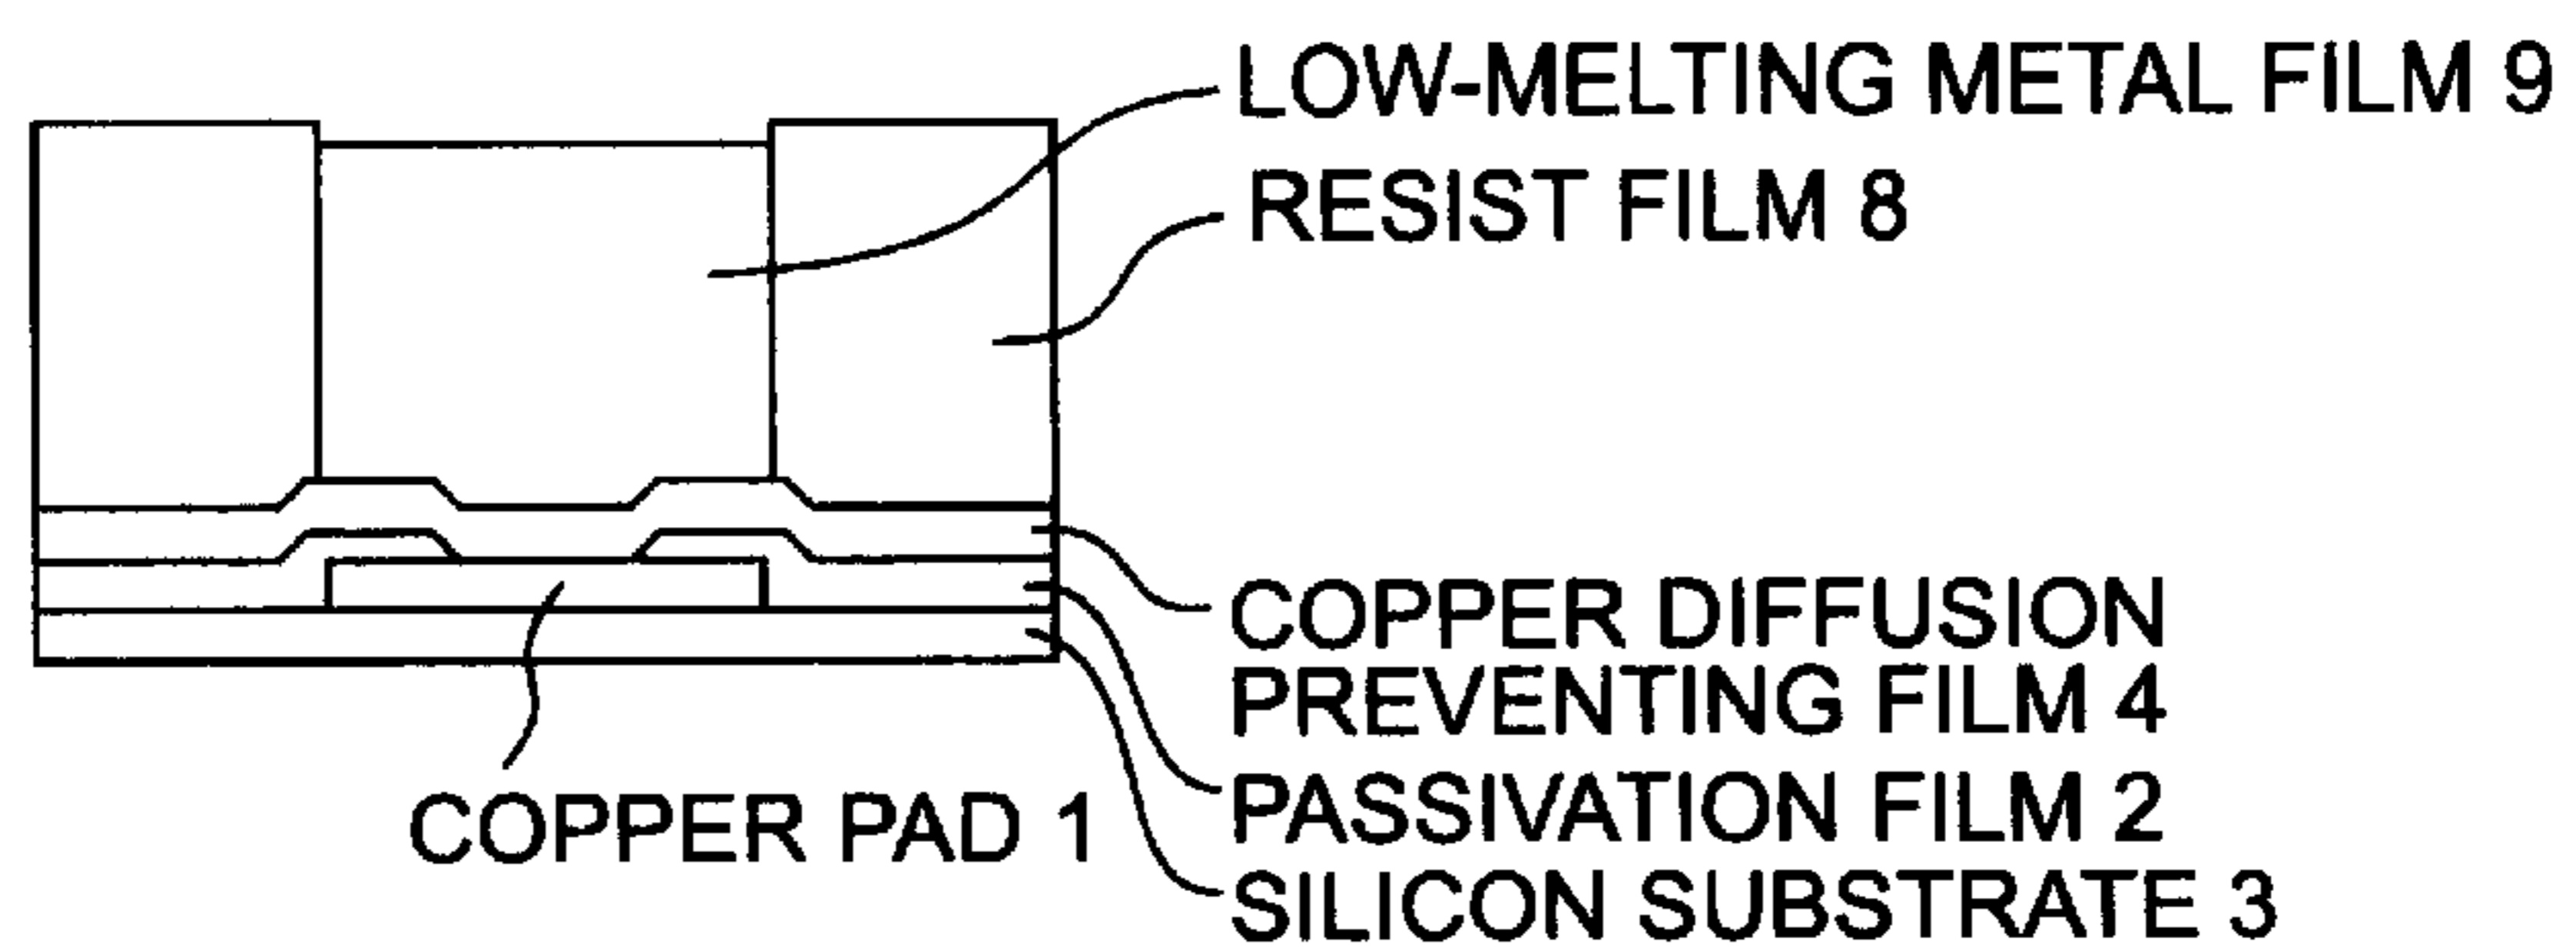 LOW-MELTING METAL FILM 9
RESIST FILM 8
COPPER DIFFUSION
PREVENTING FILM 4
PASSIVATION FILM 2
COPPER PAD 1
SILICON SUBSTRATE 3